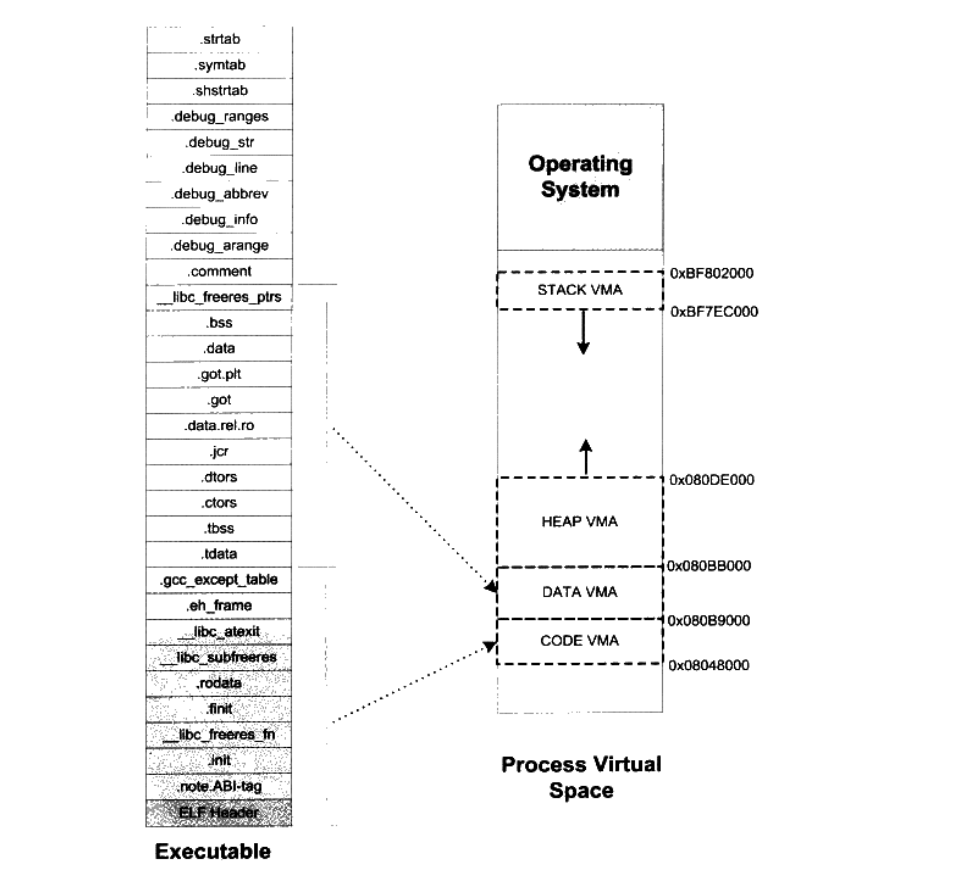 .strtab
.symtab
.shstrtab
.debug_ranges
.debug_str
.debug_line
.debug_abbrev
.debug_info
.debug_arange
.comment
__libc_freeres_ptrs
.bss
.data
.got.plt
.got
.data.rel.ro
.jcr
.dtors
.ctors
.tbss
.tdata
.gcc_except_table
.eh_frame
__libc_atexit
__libc_subfreeres
.rodata
.finit
__libc_freeres_fn
.init
.note.ABI-tag
ELF Header
Executable
Operating
System
0xBF802000
STACK VMA
0xBF7EC000
0x080DE000
HEAP VMA
0x080BB000
DATA VMA
0x080B9000
CODE VMA
0x08048000
Process Virtual
Space